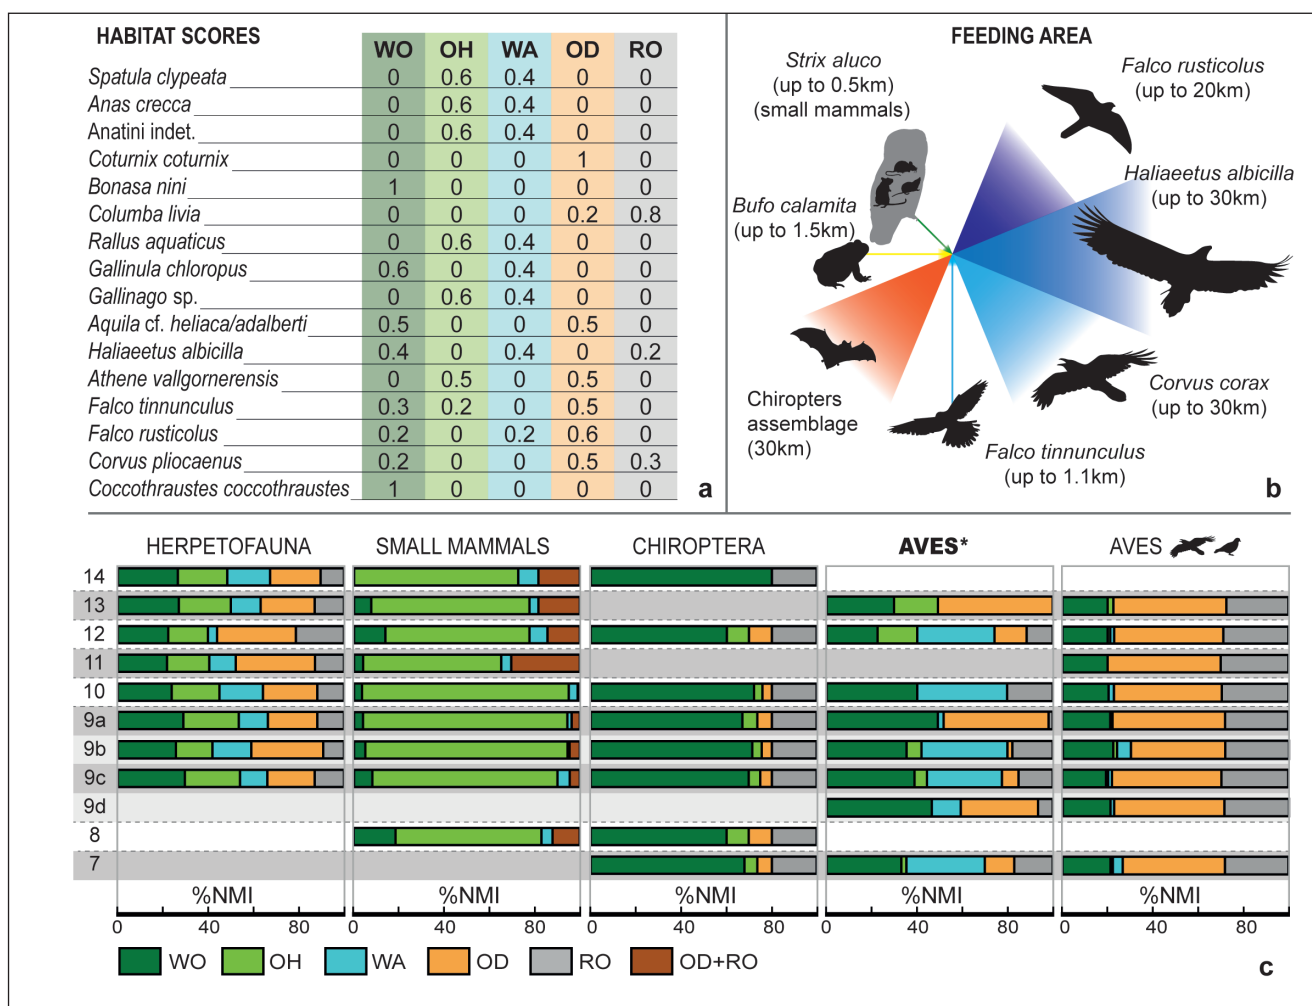 HABITAT SCORES
WO OH WA OD RO
Spatula clypeata 0 0.6 0.4 0 0
Anas crecca 0 0.6 0.4 0 0
Anatini indet. 0 0.6 0.4 0 0
Coturnix coturnix 0 0 0 1 0
Bonasa nini 1 0 0 0 0
Columba livia 0 0 0 0.2 0.8
Rallus aquaticus 0 0.6 0.4 0 0
Gallinula chloropus 0.6 0 0.4 0 0
Gallinago sp. 0 0.6 0.4 0 0
Aquila cf. heliaca/adalberti 0.5 0 0 0.5 0
Haliaeetus albicilla 0.4 0 0.4 0 0.2
Athene vallgornerensis 0 0.5 0 0.5 0
Falco tinnunculus 0.3 0.2 0 0.5 0
Falco rusticolus 0.2 0 0.2 0.6 0
Corvus pliocaenus 0.2 0 0 0.5 0.3
Coccothraustes coccothraustes 1 0 0 0 0
a
FEEDING AREA
Strix aluco
(up to 0.5km)
(small mammals)
Falco rusticolus
(up to 20km)
Haliaeetus albicilla
(up to 30km)
Bufo calamita
(up to 1.5km)
Chiropters
assemblage
(30km)
Falco tinnunculus
(up to 1.1km)
Corvus corax
(up to 30km)
b
HERPETOFAUNA SMALL MAMMALS CHIROPTERA AVES* AVES
14
13
12
11
10
9a
9b
9c
9d
8
7
%NMI %NMI %NMI %NMI %NMI
0 40 80 0 40 80 0 40 80 0 40 80 0 40 80
WO OH WA OD RO OD+RO
c